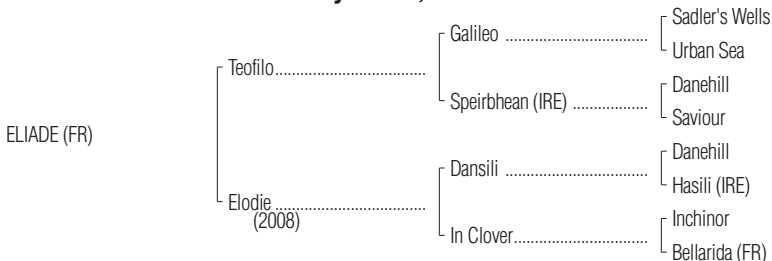 Sadler's Wells
Galileo ....................................
Urban Sea
Teofilo......................................
Danehill
Speirbhean (IRE) ...................
Saviour
ELIADE (FR)
Danehill
Dansili ....................................
Hasili (IRE)
Elodie ......................................
(2008)
Inchinor
In Clover..................................
Bellarida (FR)